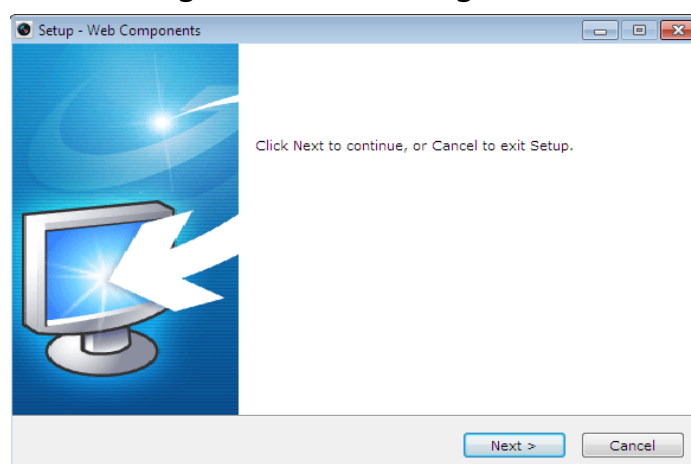 Setup - Web Components
Click Next to continue, or Cancel to exit Setup.
Next >
Cancel